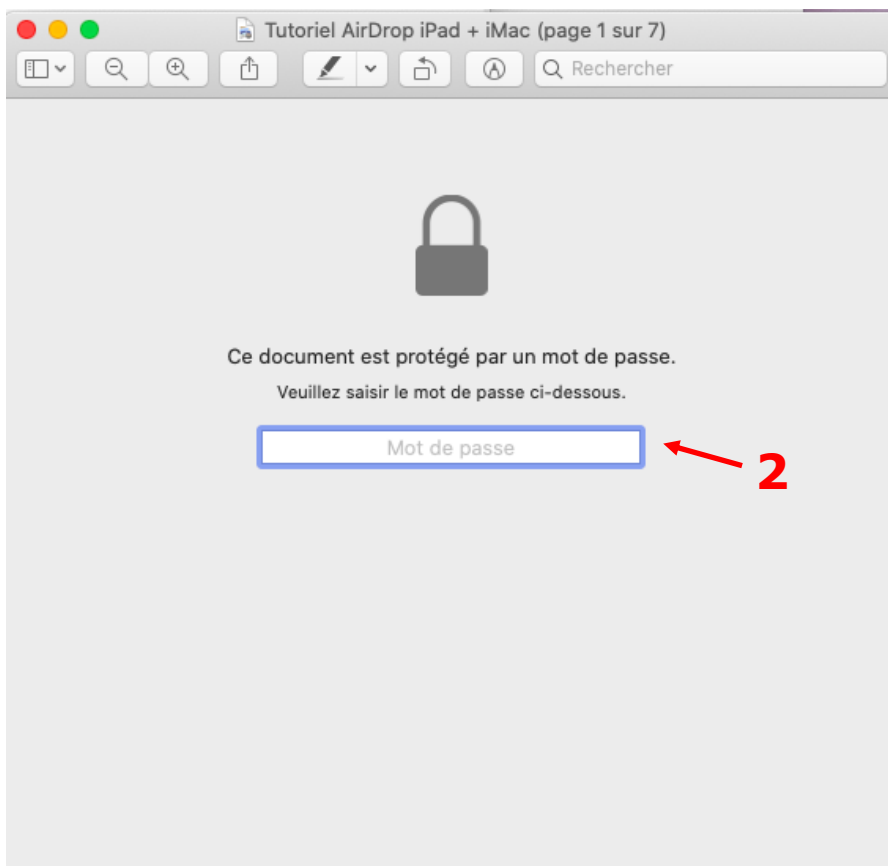 Tutoriel AirDrop iPad + iMac (page 1 sur 7)
Rechercher
Ce document est protégé par un mot de passe.
Veuillez saisir le mot de passe ci-dessous.
Mot de passe
2